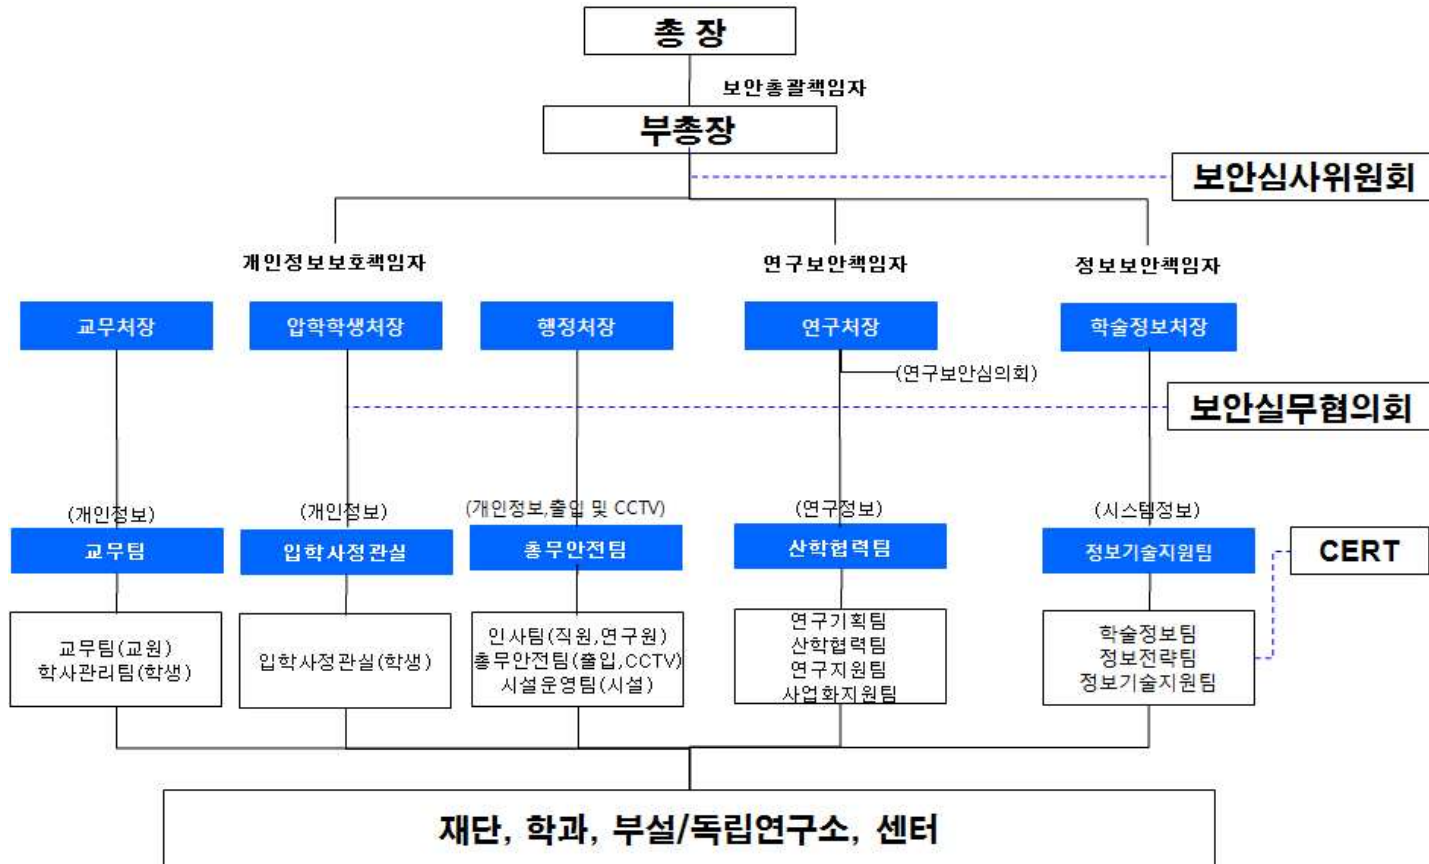 총 장
보안총괄책임자
부총장
보안심사위원회
개인정보보호책임자
연구보안책임자
정보보안책임자
교무처장
압학학생처장
행정처장
연구처장
학술정보처장
(연구보안심의회)
보안실무협의회
(개인정보)
(개인정보)
(개인정보,출입 및 CCTV)
(연구정보)
(시스템정보)
교무팀
입학사정관실
총무안전팀
산학협력팀
정보기술지원팀
CERT
교무팀(교원)
학사관리팀(학생)
입학사정관실(학생)
인사팀(직원,연구원)
총무안전팀(출입,CCTV)
시설운영팀(시설)
연구기획팀
산학협력팀
연구지원팀
사업화지원팀
학술정보팀
정보전략팀
정보기술지원팀
재단, 학과, 부설/독립연구소, 센터